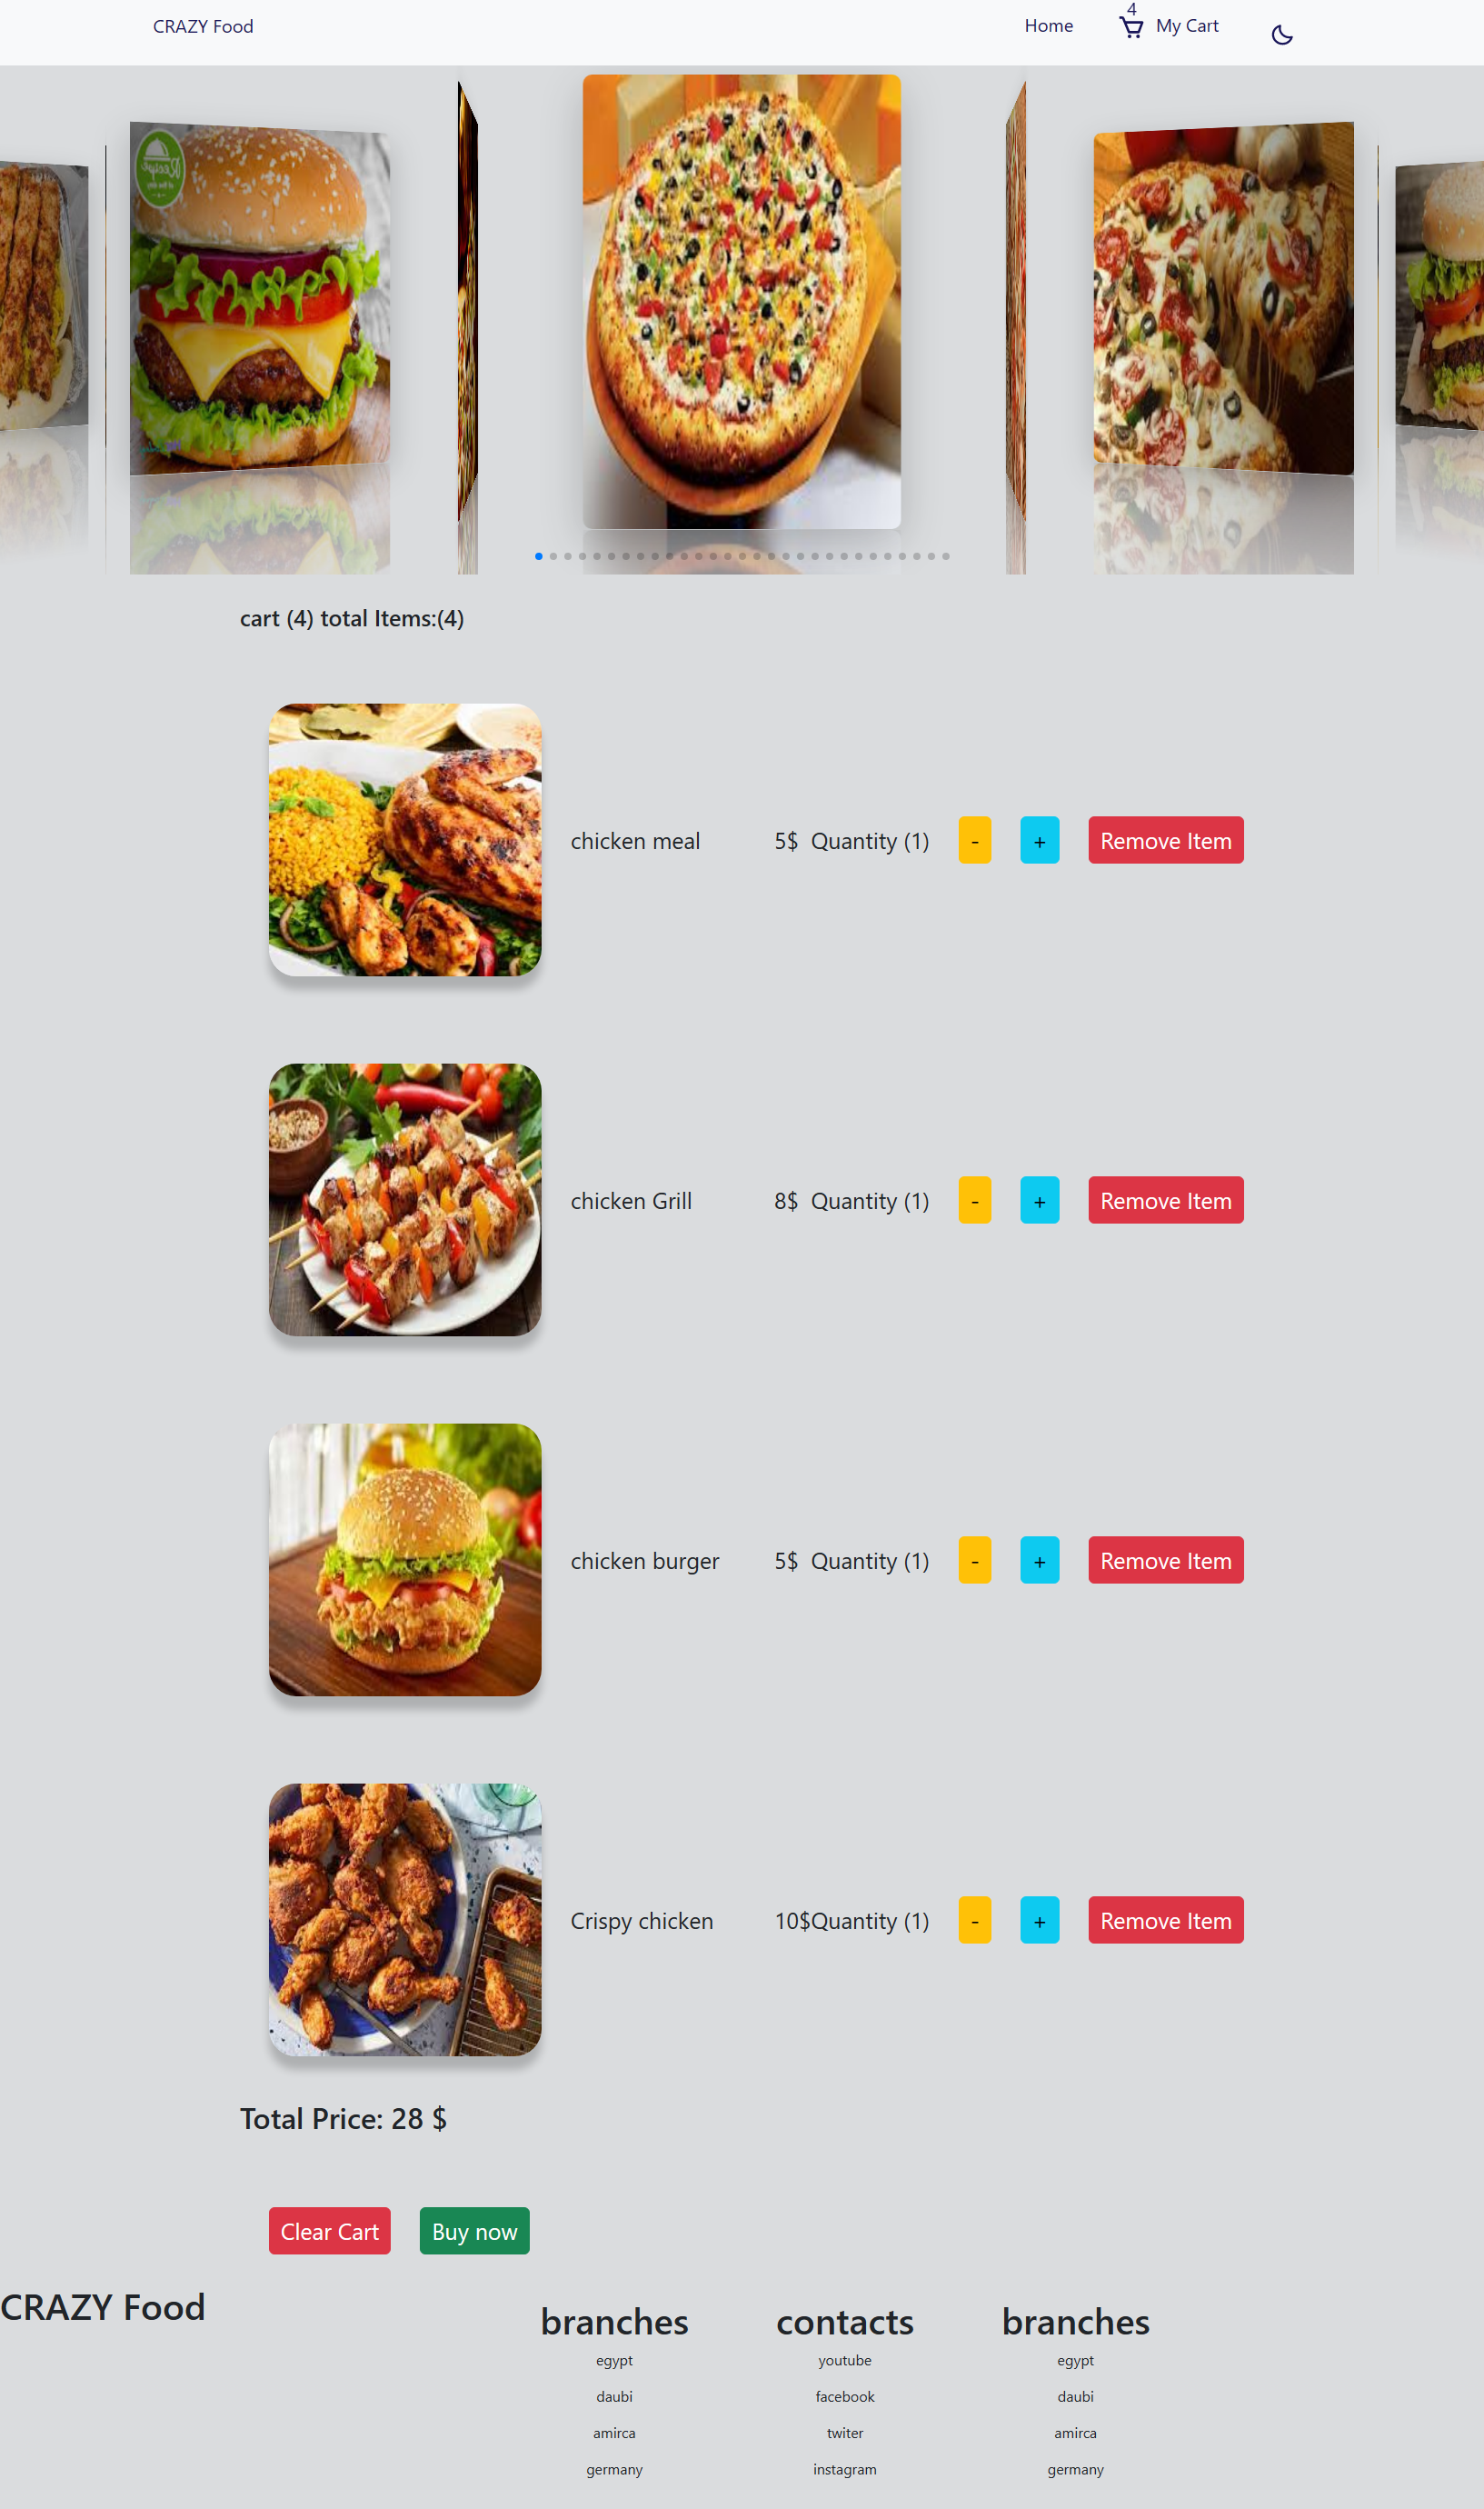 CRAZY Food
Home
4
My Cart
cart (4) total Items:(4)
chicken meal 5$ Quantity (1) - + Remove Item
chicken Grill 8$ Quantity (1) - + Remove Item
chicken burger 5$ Quantity (1) - + Remove Item
Crispy chicken 10$Quantity (1) - + Remove Item
Total Price: 28 $
Clear Cart Buy now
CRAZY Food
branches
egypt
daubi
amirca
germany
contacts
youtube
facebook
twiter
instagram
branches
egypt
daubi
amirca
germany